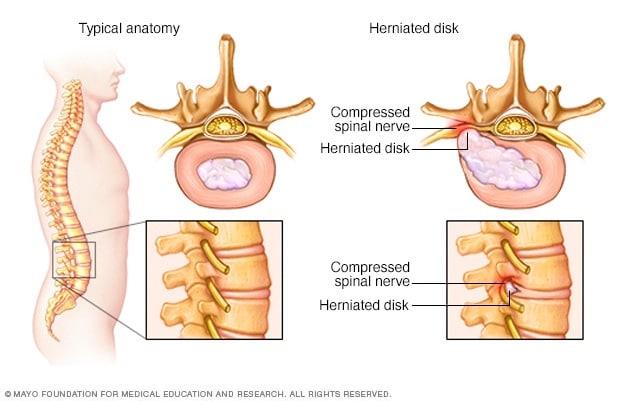 Typical anatomy
Herniated disk
Compressed
spinal nerve
Herniated disk
Compressed
spinal nerve
Herniated disk
© MAYO FOUNDATION FOR MEDICAL EDUCATION AND RESEARCH. ALL RIGHTS RESERVED.